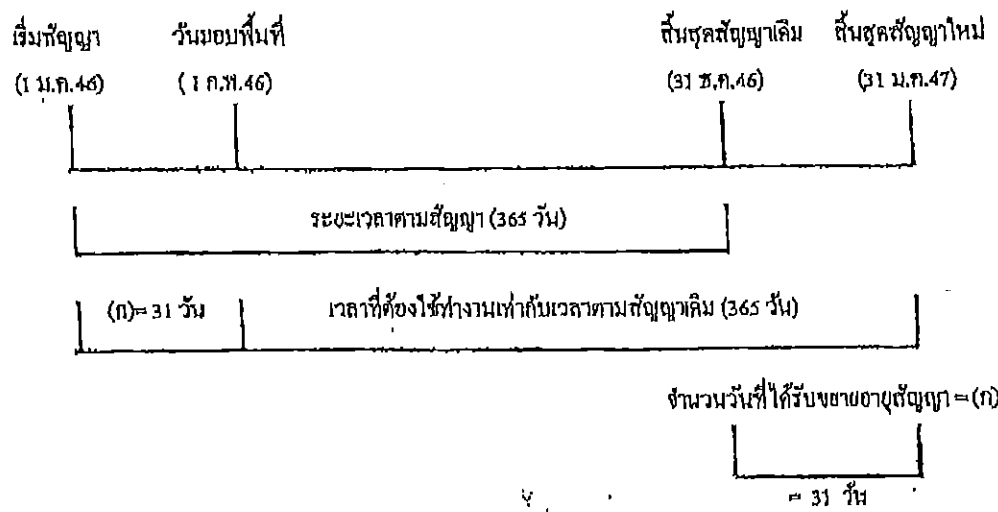 เริ่มสัญญา วันมอบพื้นที่ สิ้นสุดสัญญาเดิม สิ้นสุดสัญญาใหม่
(1 ม.ค.46) (1 ก.พ.46) (31 ธ.ค.46) (31 ม.ค.47)
ระยะเวลาตามสัญญา (365 วัน)
(ก)= 31 วัน เวลาที่ต้องใช้ทำงานเท่ากับเวลาตามสัญญาเดิม (365 วัน)
จำนวนวันที่ได้รับขยายอายุสัญญา = (ก)
= 31 วัน